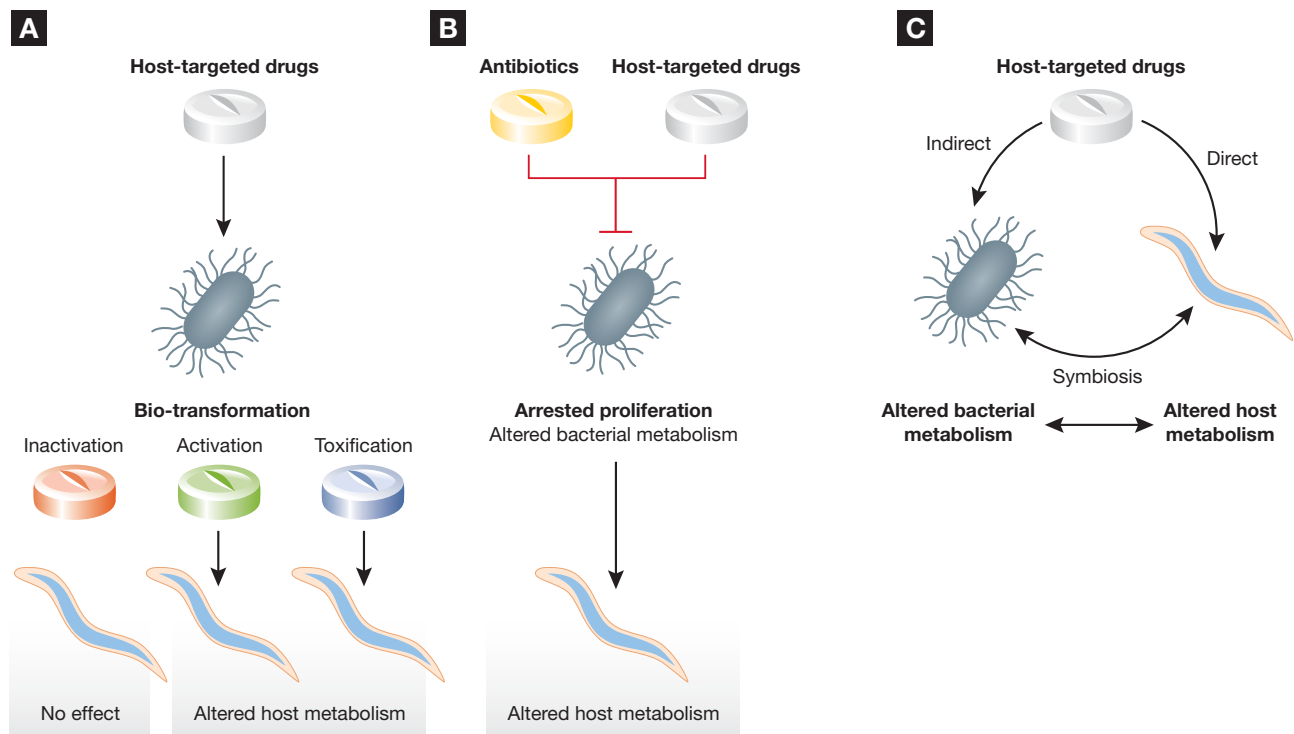 A
Host-targeted drugs
Bio-transformation
Inactivation
Activation
Toxification
No effect
Altered host metabolism
B
Antibiotics
Host-targeted drugs
Arrested proliferation
Altered bacterial metabolism
Altered host metabolism
C
Host-targeted drugs
Indirect
Direct
Symbiosis
Altered bacterial
metabolism
Altered host
metabolism